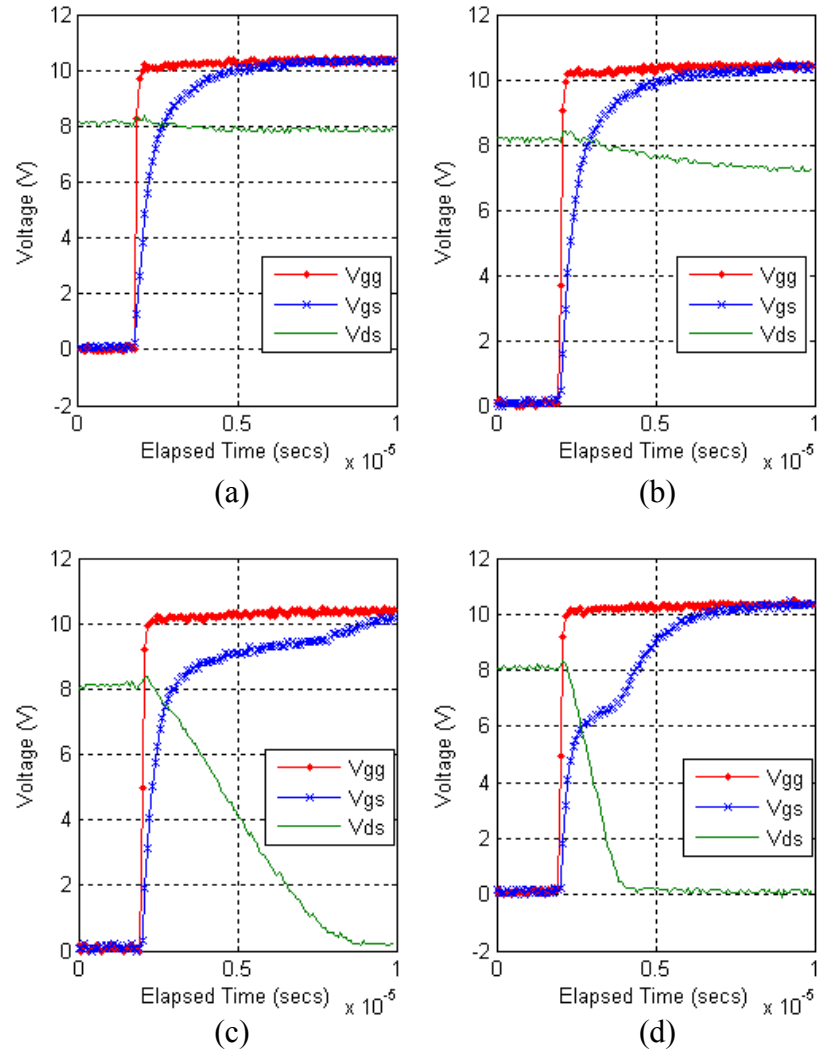 12
10
8
6
4
2
0
-2
Voltage (V)
Vgg
Vgs
Vds
0
0.5
1
Elapsed Time (secs)
x 10⁻⁵
(a)
12
10
8
6
4
2
0
Voltage (V)
Vgg
Vgs
Vds
0
0.5
1
Elapsed Time (secs)
x 10⁻⁵
(b)
12
10
8
6
4
2
0
Voltage (V)
Vgg
Vgs
Vds
0
0.5
1
Elapsed Time (secs)
x 10⁻⁵
(c)
12
10
8
6
4
2
0
-2
Voltage (V)
Vgg
Vgs
Vds
0
0.5
1
Elapsed Time (secs)
x 10⁻⁵
(d)